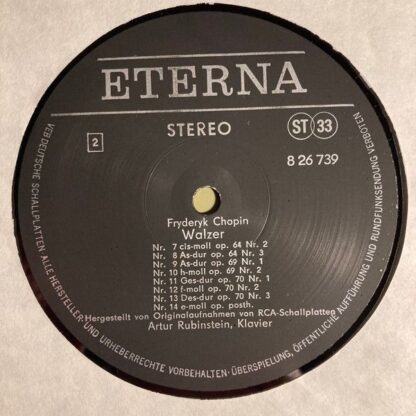 ETERNA
STEREO
ST 33
2
8 26 739
Fryderyk Chopin
Walzer
Nr. 7 cis-moll op. 64 Nr. 2
Nr. 8 As-dur op. 64 Nr. 3
Nr. 9 As-dur op. 69 Nr. 1
Nr. 10 h-moll op. 69 Nr. 2
Nr. 11 Ges-dur op. 70 Nr. 1
Nr. 12 f-moll op. 70 Nr. 2
Nr. 13 Des-dur op. 70 Nr. 3
Nr. 14 e-moll op. posth.
Hergestellt von Originalaufnahmen von RCA-Schallplatten
Artur Rubinstein, Klavier
VEB DEUTSCHE SCHALLPLATTEN ALLE HERSTELLER- UND URHEBERRECHTE VORBEHALTEN · ÜBERSPIELUNG, ÖFFENTLICHE AUFFÜHRUNG UND RUNDFUNKSENDUNG VERBOTEN